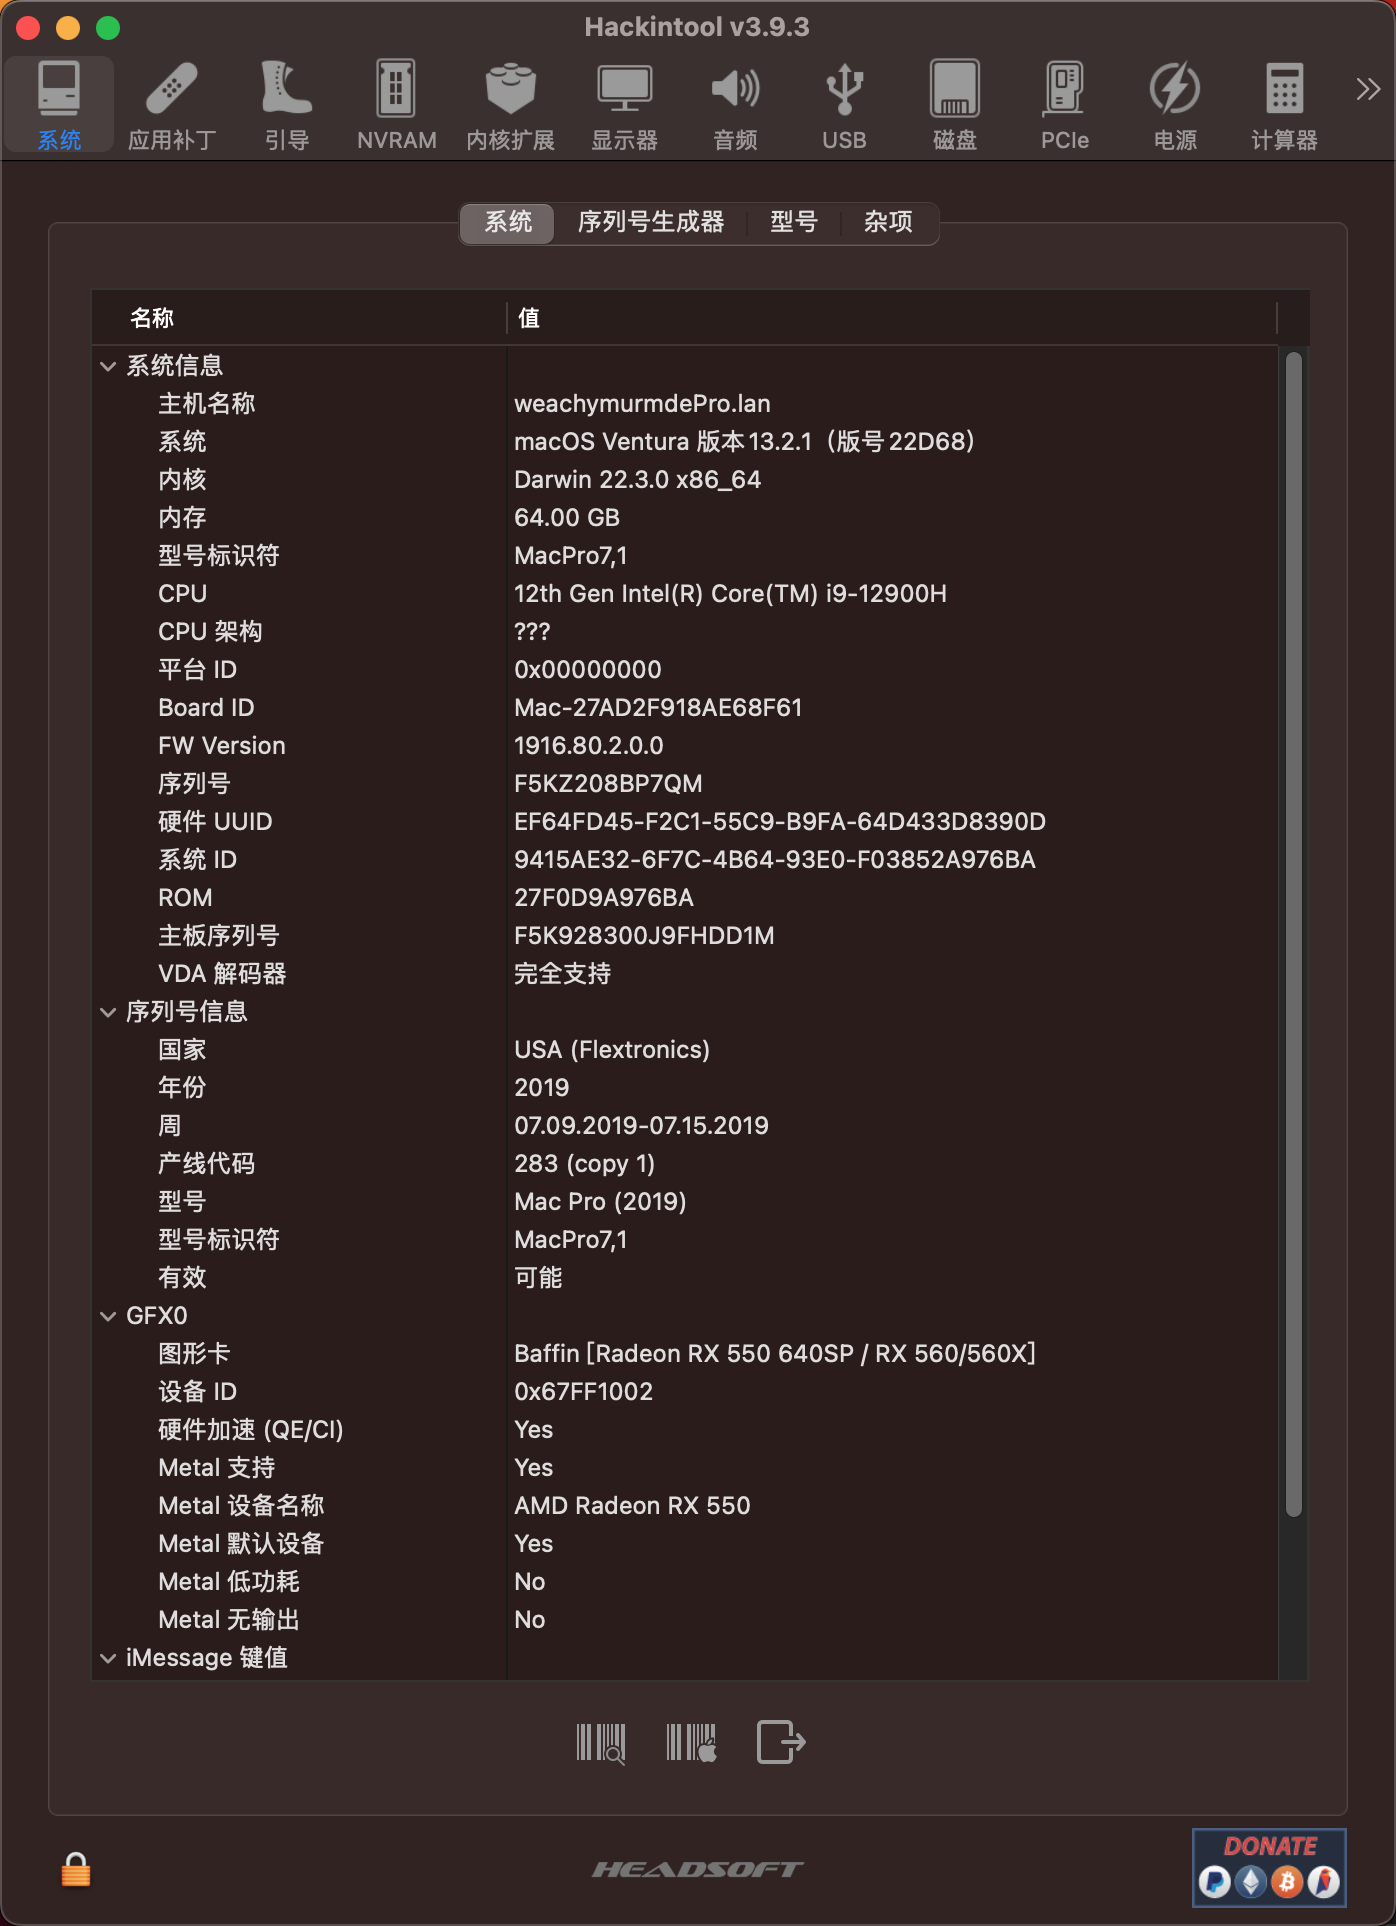 Hackintool v3.9.3
系统 应用补丁 引导 NVRAM 内核扩展 显示器 音频 USB 磁盘 PCIe 电源 计算器
系统 序列号生成器 型号 杂项
名称 值
系统信息
主机名称 weachymurmdePro.lan
系统 macOS Ventura 版本13.2.1（版号22D68）
内核 Darwin 22.3.0 x86_64
内存 64.00 GB
型号标识符 MacPro7,1
CPU 12th Gen Intel(R) Core(TM) i9-12900H
CPU 架构 ???
平台 ID 0x00000000
Board ID Mac-27AD2F918AE68F61
FW Version 1916.80.2.0.0
序列号 F5KZ208BP7QM
硬件 UUID EF64FD45-F2C1-55C9-B9FA-64D433D8390D
系统 ID 9415AE32-6F7C-4B64-93E0-F03852A976BA
ROM 27F0D9A976BA
主板序列号 F5K928300J9FHDD1M
VDA 解码器 完全支持
序列号信息
国家 USA (Flextronics)
年份 2019
周 07.09.2019-07.15.2019
产线代码 283 (copy 1)
型号 Mac Pro (2019)
型号标识符 MacPro7,1
有效 可能
GFX0
图形卡 Baffin [Radeon RX 550 640SP / RX 560/560X]
设备 ID 0x67FF1002
硬件加速 (QE/CI) Yes
Metal 支持 Yes
Metal 设备名称 AMD Radeon RX 550
Metal 默认设备 Yes
Metal 低功耗 No
Metal 无输出 No
iMessage 键值
DONATE
HEADSOFT